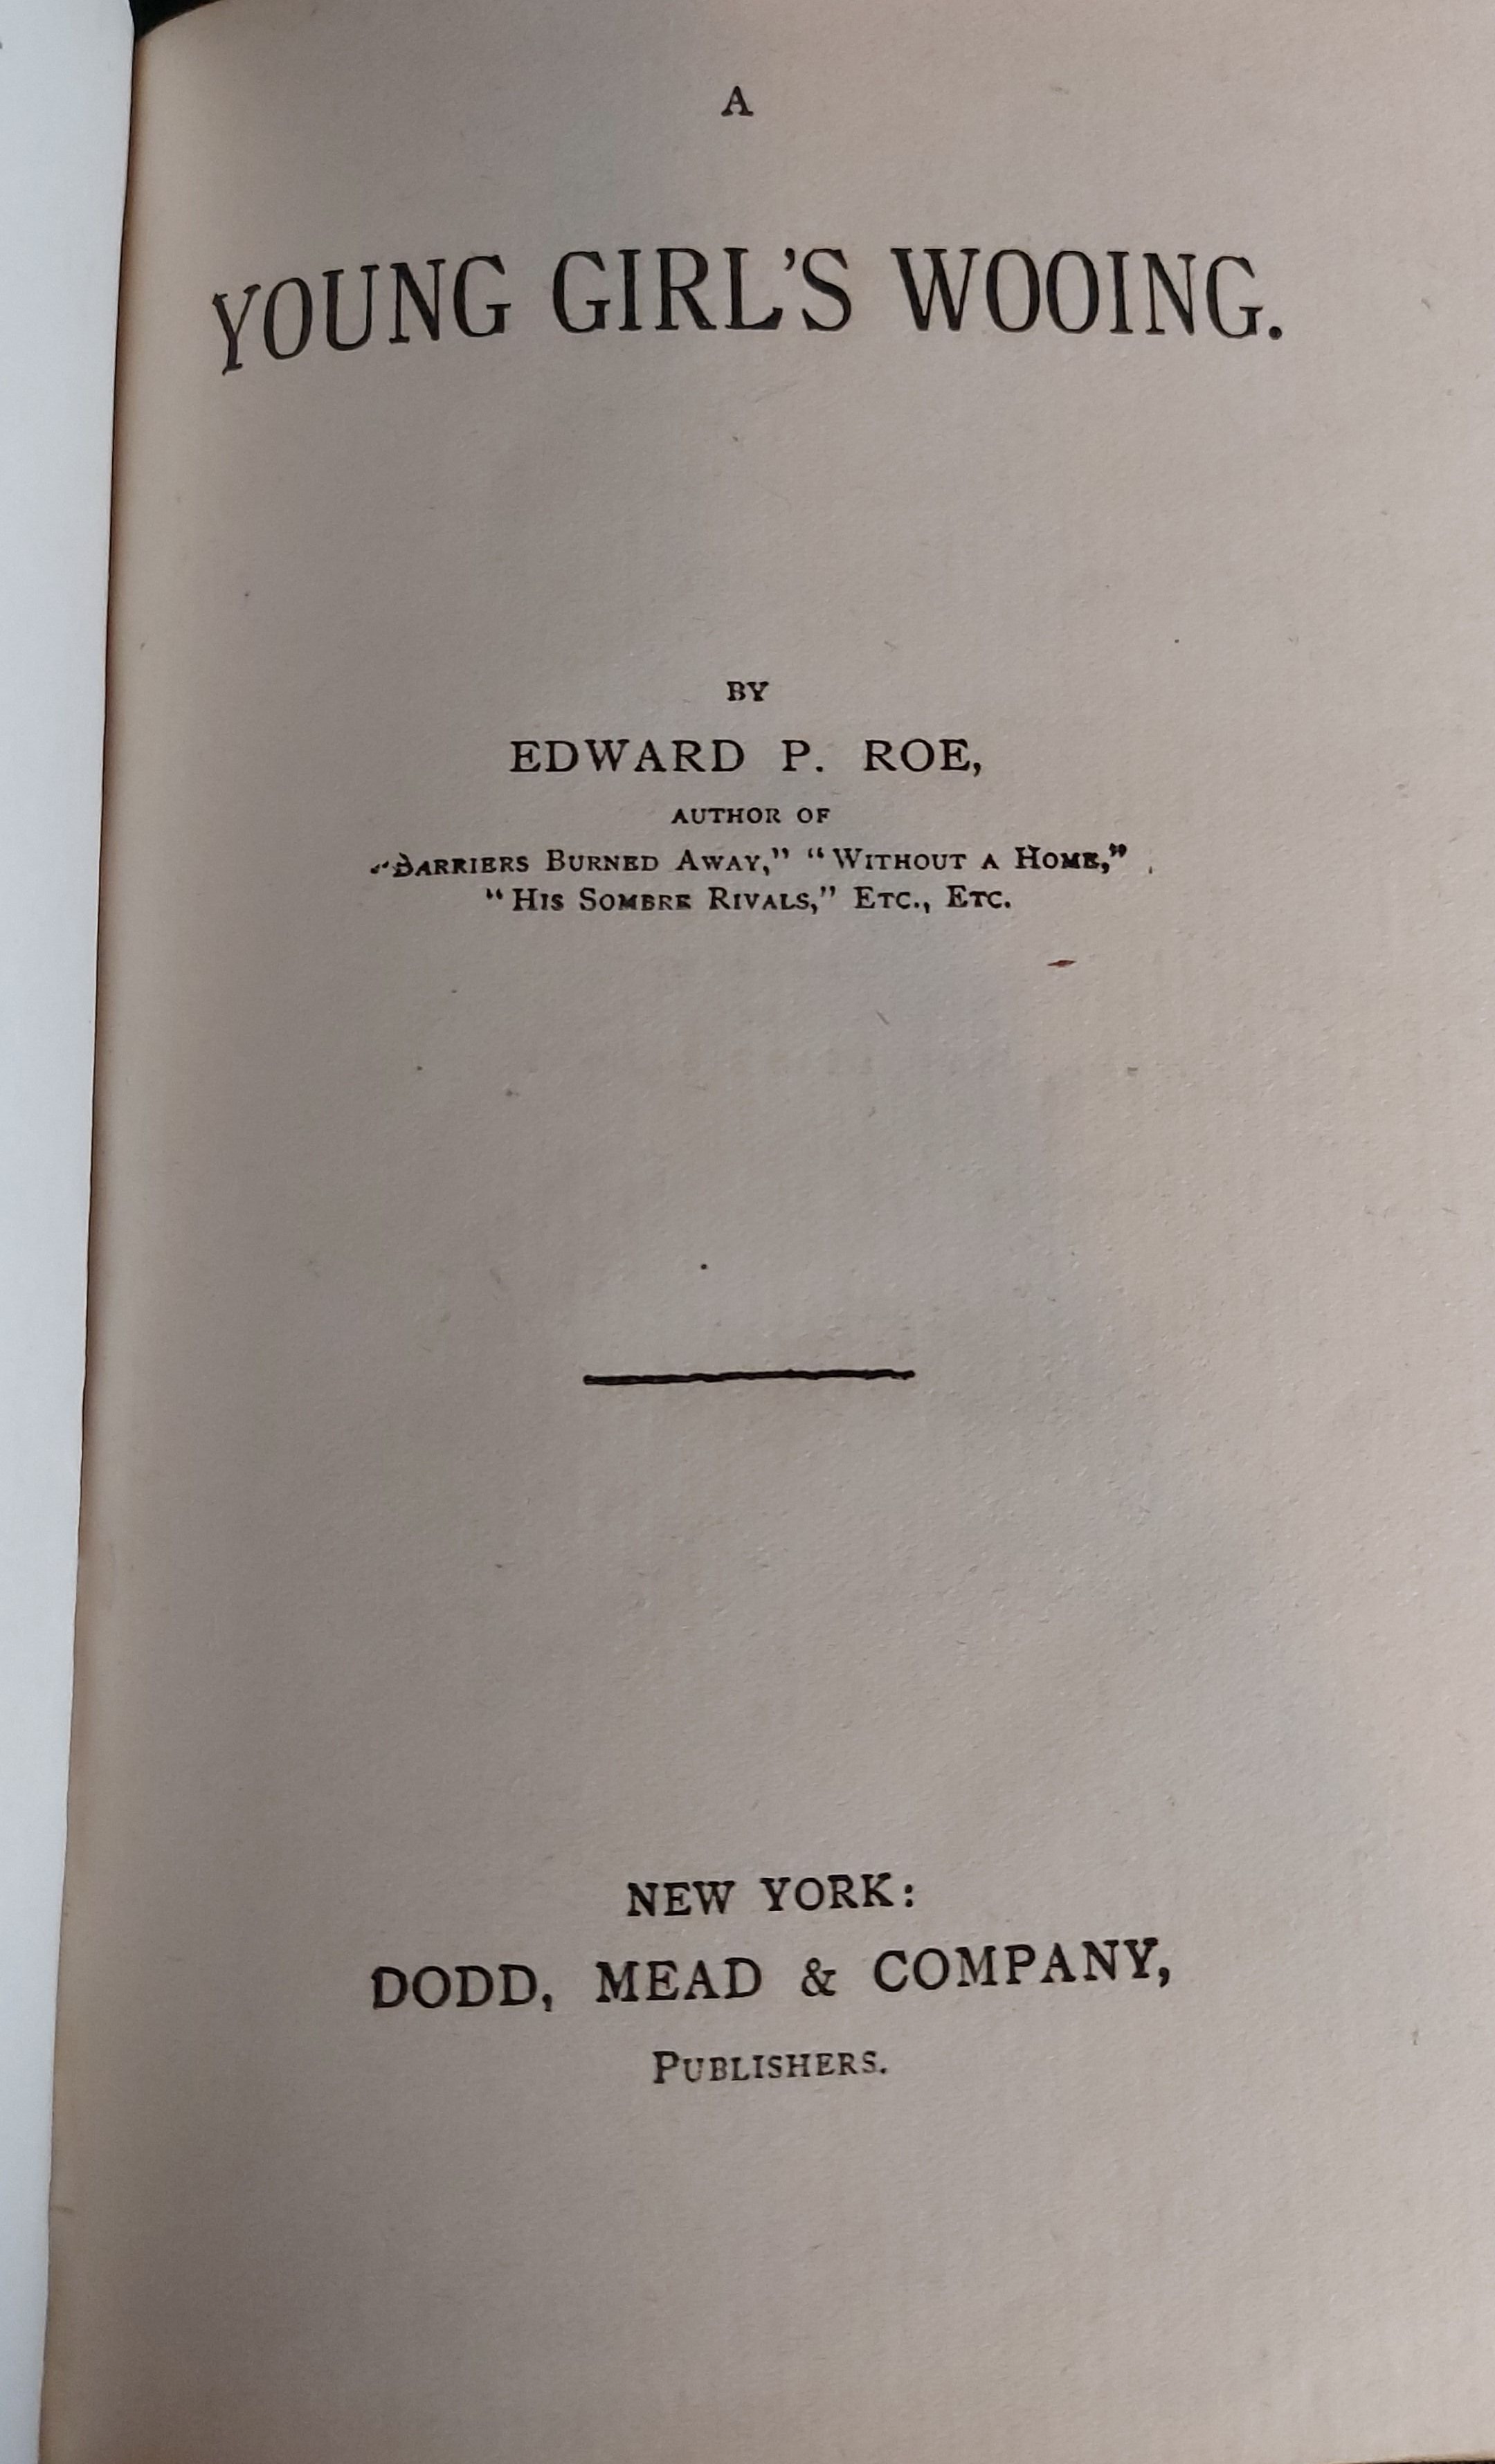 A
YOUNG GIRL'S WOOING.
BY
EDWARD P. ROE,
AUTHOR OF
"BARRIERS BURNED AWAY," "WITHOUT A HOME,"
"HIS SOMBRE RIVALS," ETC., ETC.
NEW YORK:
DODD, MEAD & COMPANY,
PUBLISHERS.